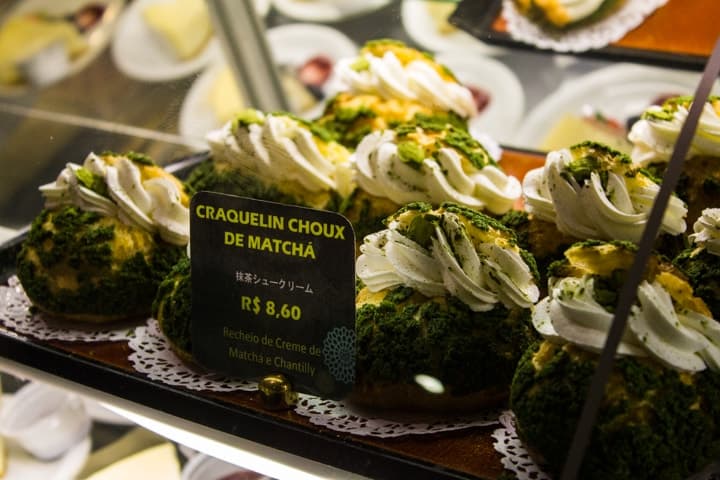 CRAQUELIN CHOUX
DE MATCHÁ
抹茶シュークリーム
R$ 8,60
Recheio de Creme de
Matchá e Chantilly